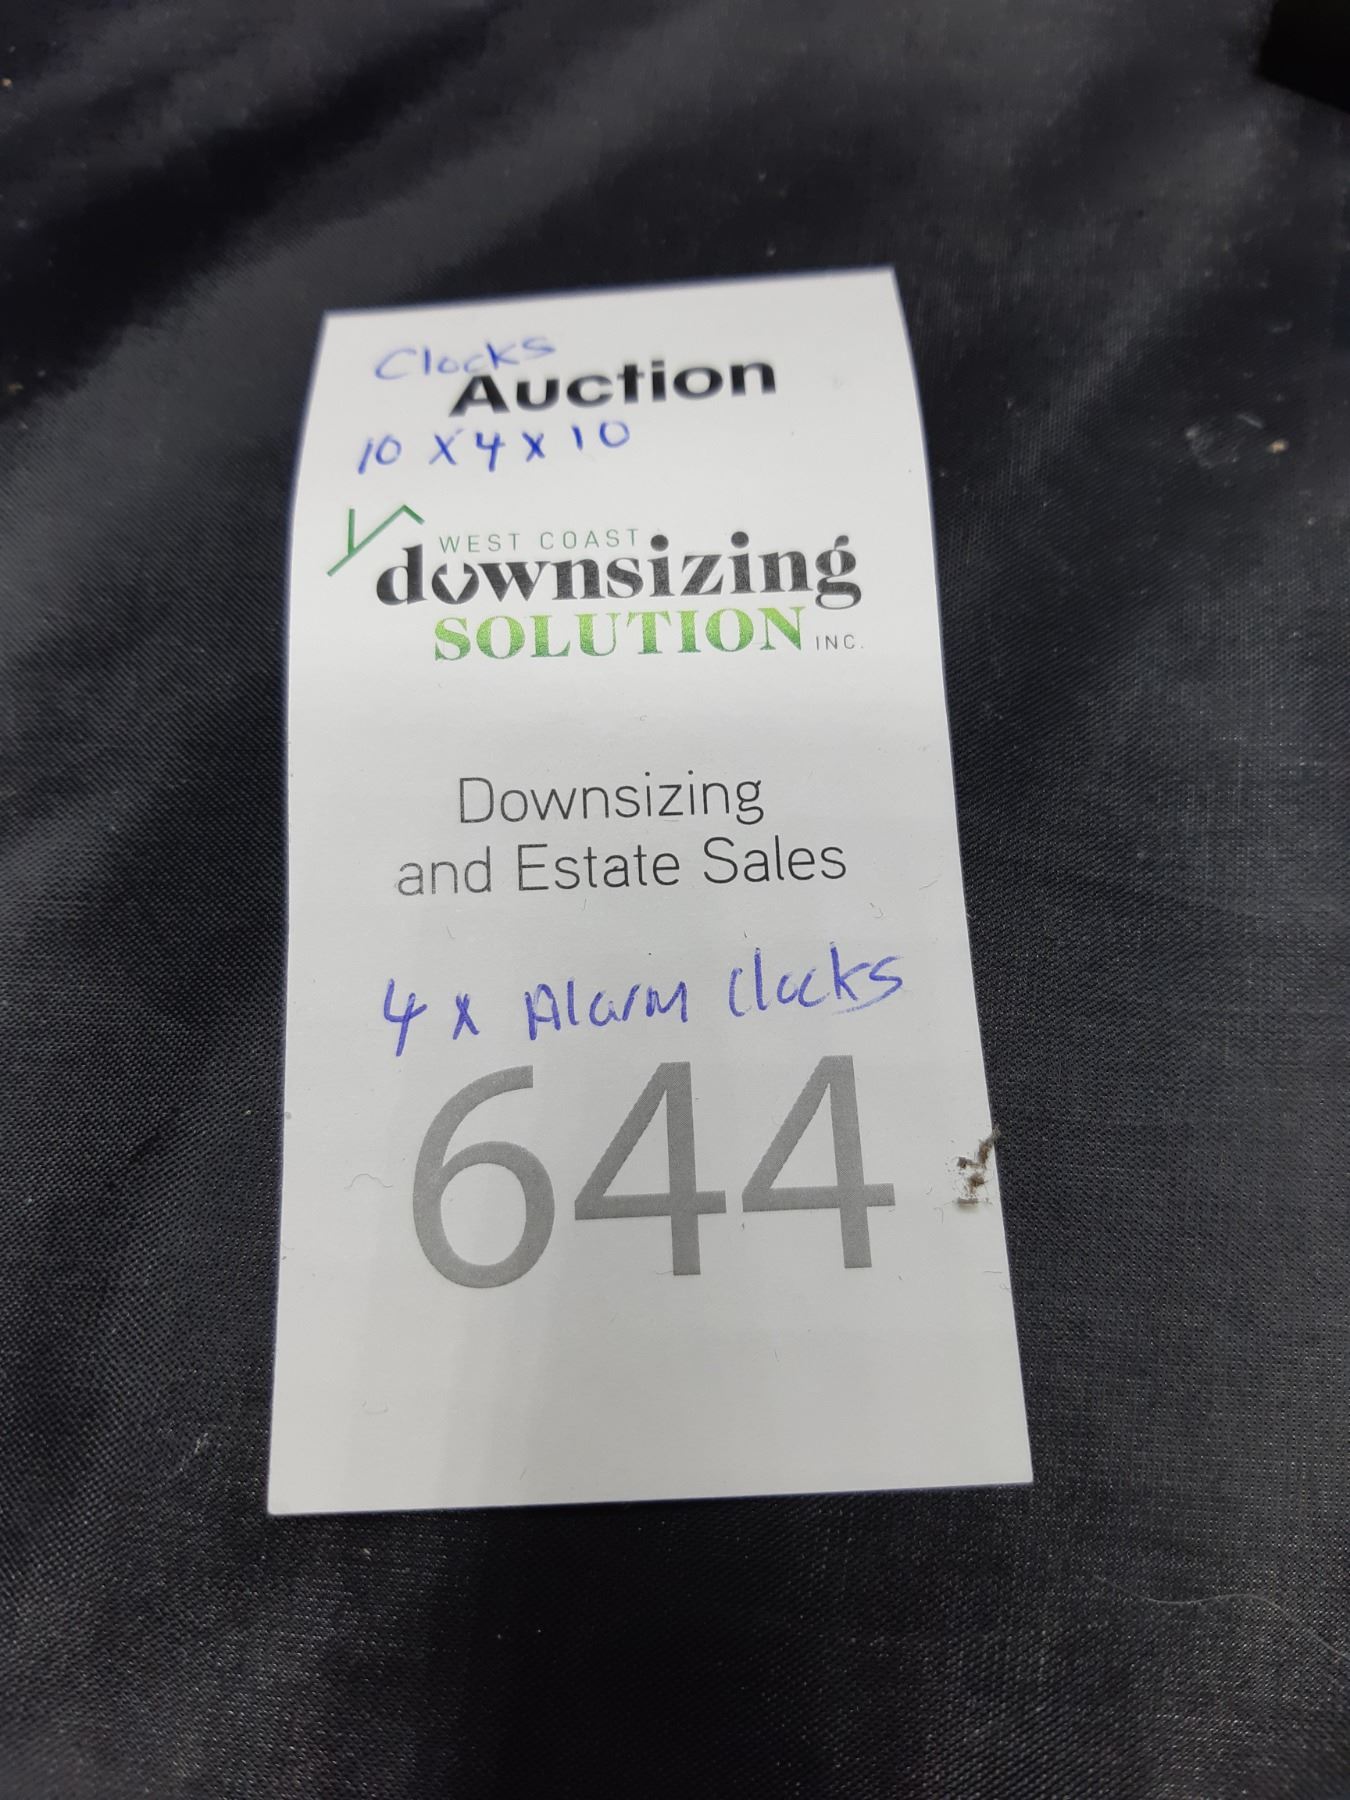 Clocks
Auction
10 x 4 x 10
WEST COAST
downsizing
SOLUTION INC.
Downsizing
and Estate Sales
4 x Alarm Clocks
644